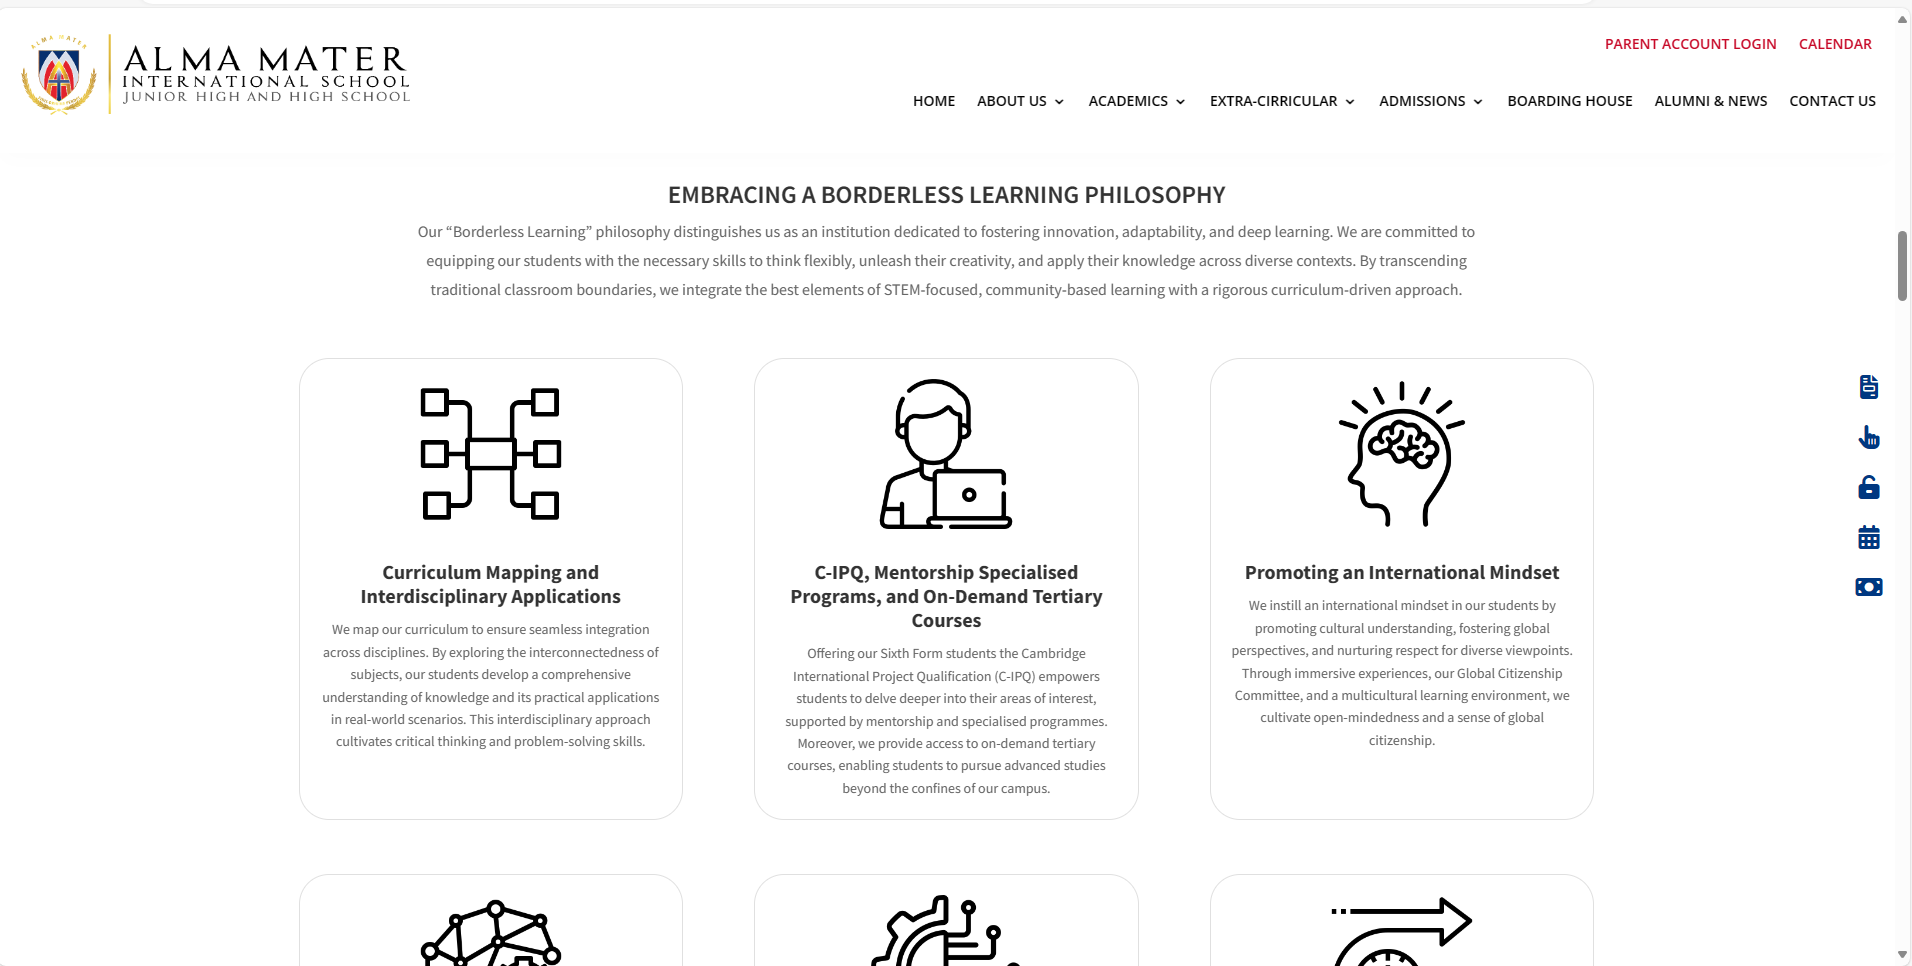 ALMA MATER
INTERNATIONAL SCHOOL
JUNIOR HIGH AND HIGH SCHOOL
PARENT ACCOUNT LOGIN CALENDAR
HOME ABOUT US ACADEMICS EXTRA-CIRRICULAR ADMISSIONS BOARDING HOUSE ALUMNI & NEWS CONTACT US
EMBRACING A BORDERLESS LEARNING PHILOSOPHY
Our “Borderless Learning” philosophy distinguishes us as an institution dedicated to fostering innovation, adaptability, and deep learning. We are committed to
equipping our students with the necessary skills to think flexibly, unleash their creativity, and apply their knowledge across diverse contexts. By transcending
traditional classroom boundaries, we integrate the best elements of STEM-focused, community-based learning with a rigorous curriculum-driven approach.
Curriculum Mapping and
Interdisciplinary Applications
We map our curriculum to ensure seamless integration
across disciplines. By exploring the interconnectedness of
subjects, our students develop a comprehensive
understanding of knowledge and its practical applications
in real-world scenarios. This interdisciplinary approach
cultivates critical thinking and problem-solving skills.
C-IPQ, Mentorship Specialised
Programs, and On-Demand Tertiary
Courses
Offering our Sixth Form students the Cambridge
International Project Qualification (C-IPQ) empowers
students to delve deeper into their areas of interest,
supported by mentorship and specialised programmes.
Moreover, we provide access to on-demand tertiary
courses, enabling students to pursue advanced studies
beyond the confines of our campus.
Promoting an International Mindset
We instill an international mindset in our students by
promoting cultural understanding, fostering global
perspectives, and nurturing respect for diverse viewpoints.
Through immersive experiences, our Global Citizenship
Committee, and a multicultural learning environment, we
cultivate open-mindedness and a sense of global
citizenship.